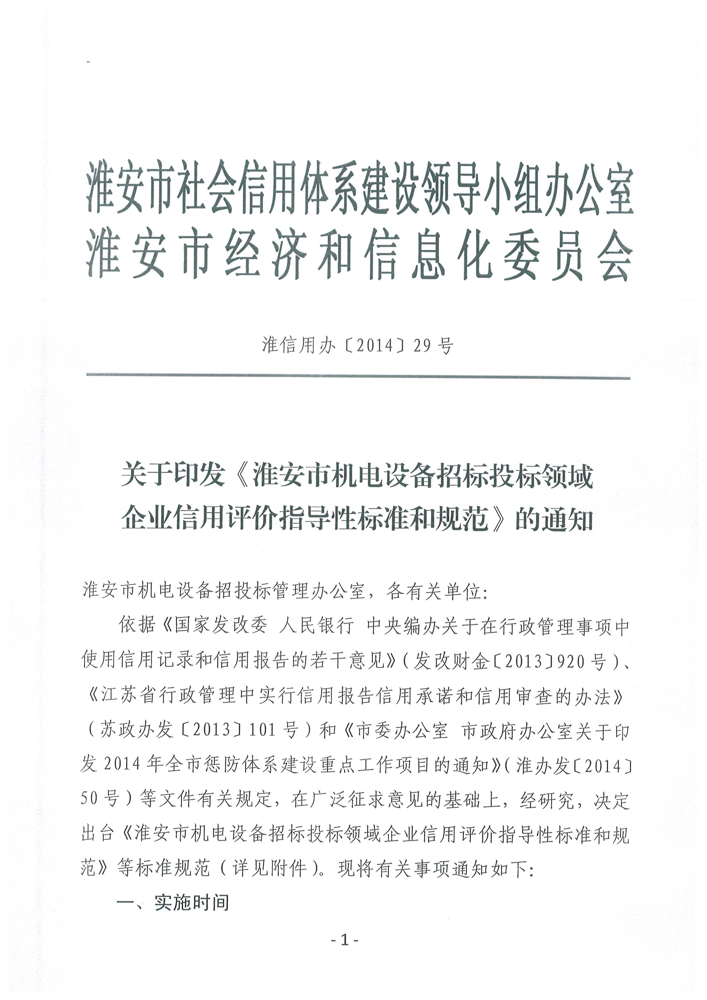 淮安市社会信用体系建设领导小组办公室
淮安市经济和信息化委员会
淮信用办〔2014〕29号
关于印发《淮安市机电设备招标投标领域
企业信用评价指导性标准和规范》的通知
淮安市机电设备招投标管理办公室，各有关单位：
依据《国家发改委 人民银行 中央编办关于在行政管理事项中
使用信用记录和信用报告的若干意见》（发改财金〔2013〕920号）、
《江苏省行政管理中实行信用报告信用承诺和信用审查的办法》
（苏政办发〔2013〕101号）和《市委办公室 市政府办公室关于印
发2014年全市惩防体系建设重点工作项目的通知》（淮办发〔2014〕
50号）等文件有关规定，在广泛征求意见的基础上，经研究，决定
出台《淮安市机电设备招标投标领域企业信用评价指导性标准和规
范》等标准规范（详见附件）。现将有关事项通知如下：
一、实施时间
- 1 -